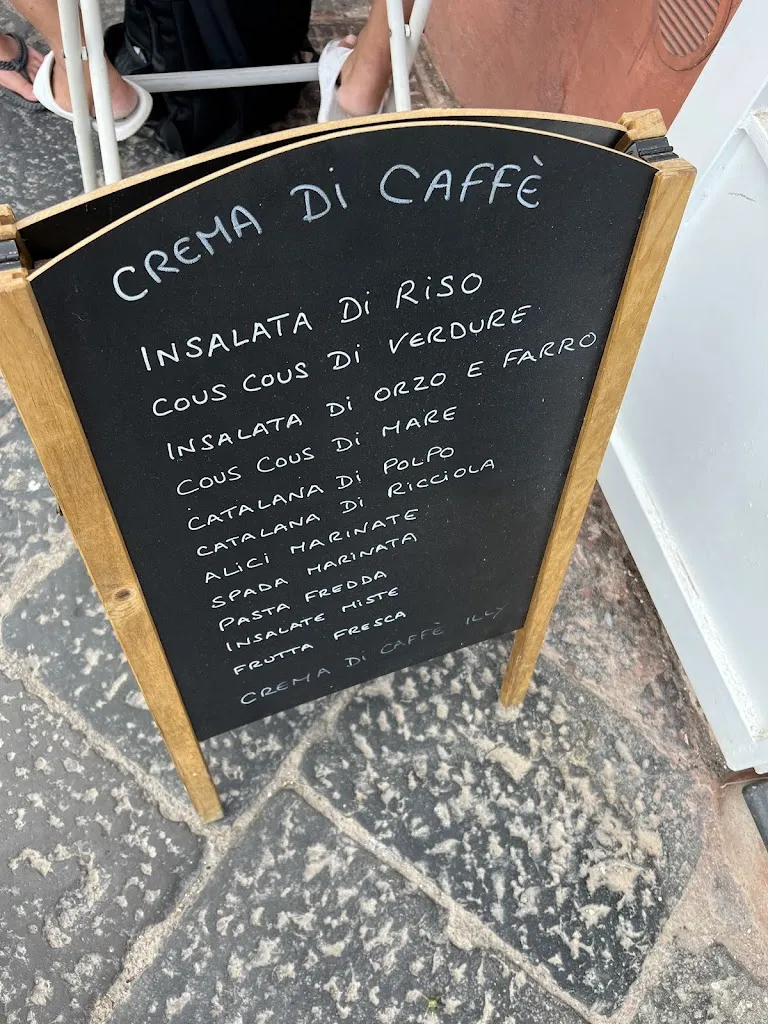 CREMA Di CAFFÈ
INSALATA Di RiSO
COUS COUS Di VERDURE
INSALATA Di ORZO E FARRO
COUS COUS Di MARE
CATALANA Di POLPO
CATALANA Di RiCCiOLA
ALiCi MARiNATE
SPADA MARiNATA
PASTA FREDDA
INSALATE MiSTE
FRUTTA FRESCA
CREMA Di CAFFÈ ILLY